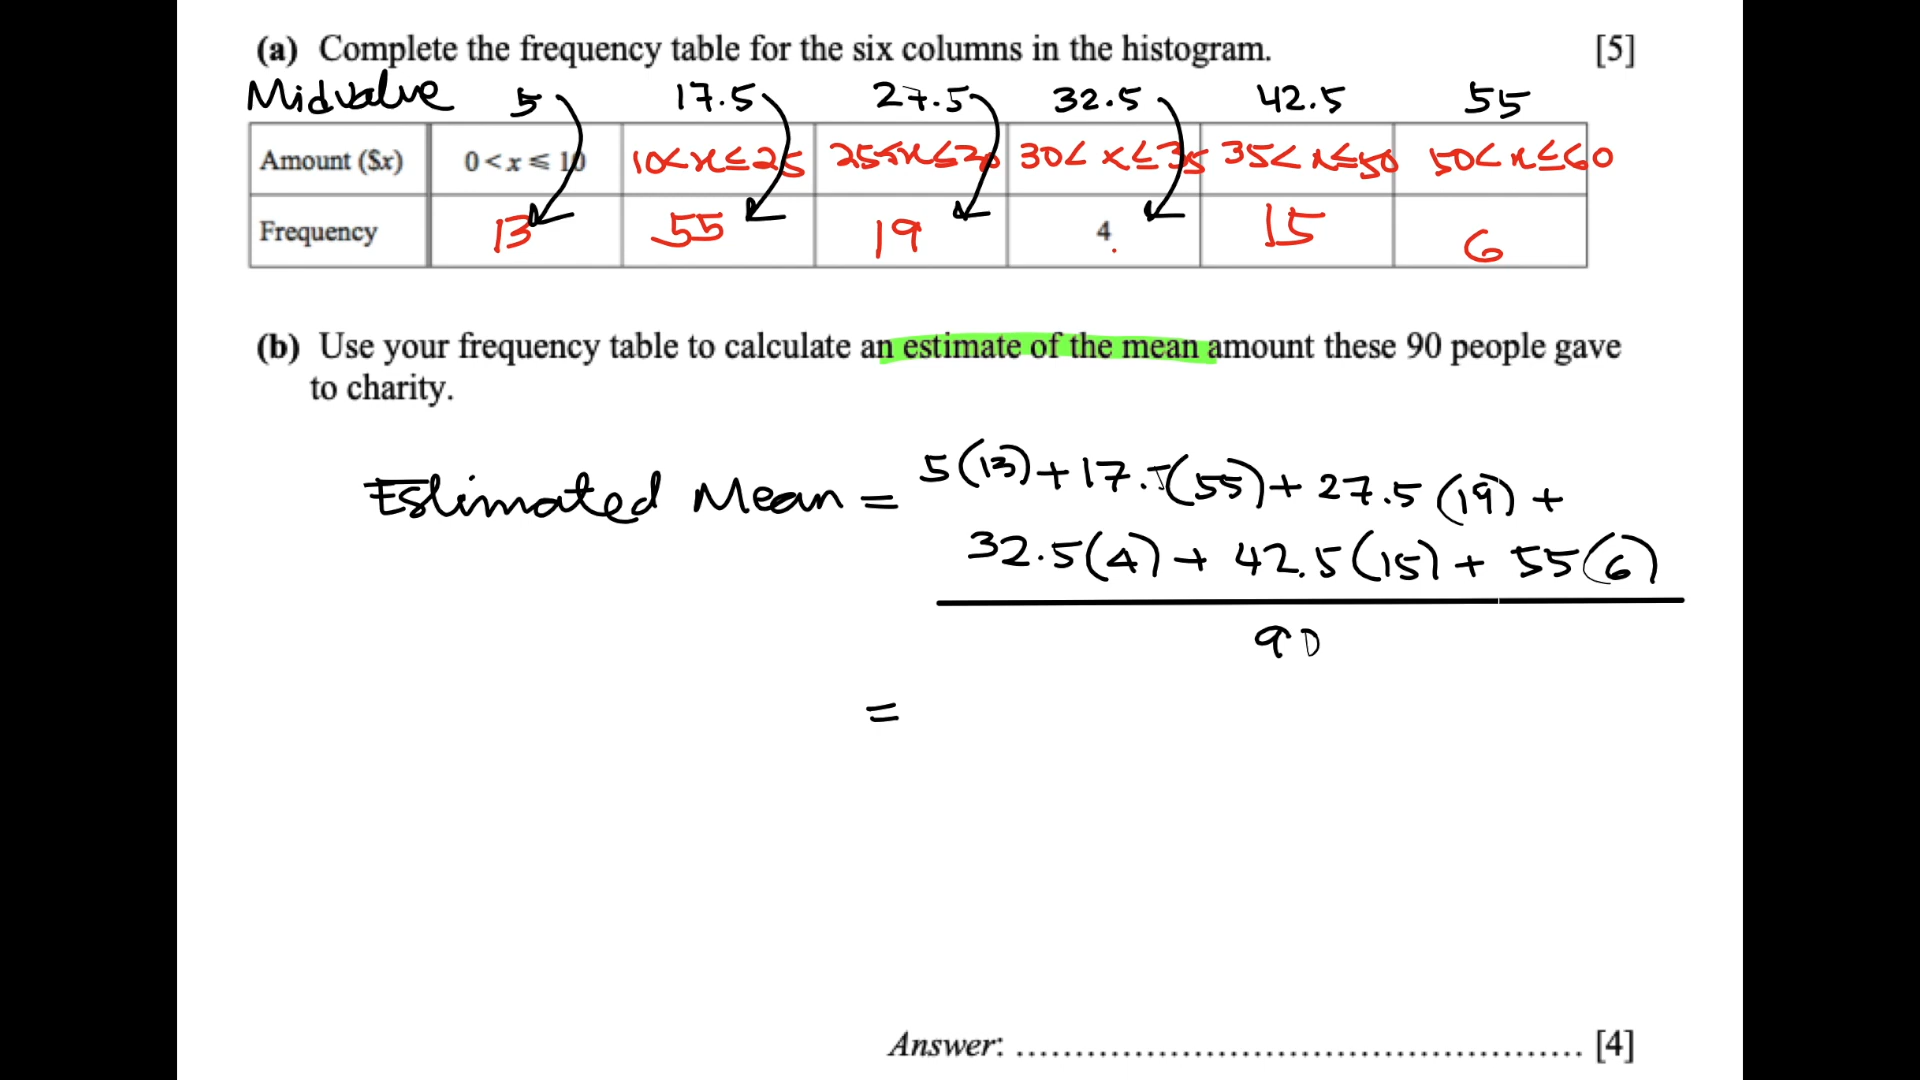 (a) Complete the frequency table for the six columns in the histogram. [5]
Midvalue 5 17.5 27.5 32.5 42.5 55
Amount ($x) 0 < x ⩽ 10 10<x≤25 25<x≤30 30< x≤35 35< x≤50 50<x≤60
Frequency 13 55 19 4 15 6
(b) Use your frequency table to calculate an estimate of the mean amount these 90 people gave
to charity.
Estimated Mean = 5(13)+17.5(55)+27.5(19)+
32.5(4)+ 42.5(15)+ 55(6)
90
=
Answer: ................................................ [4]